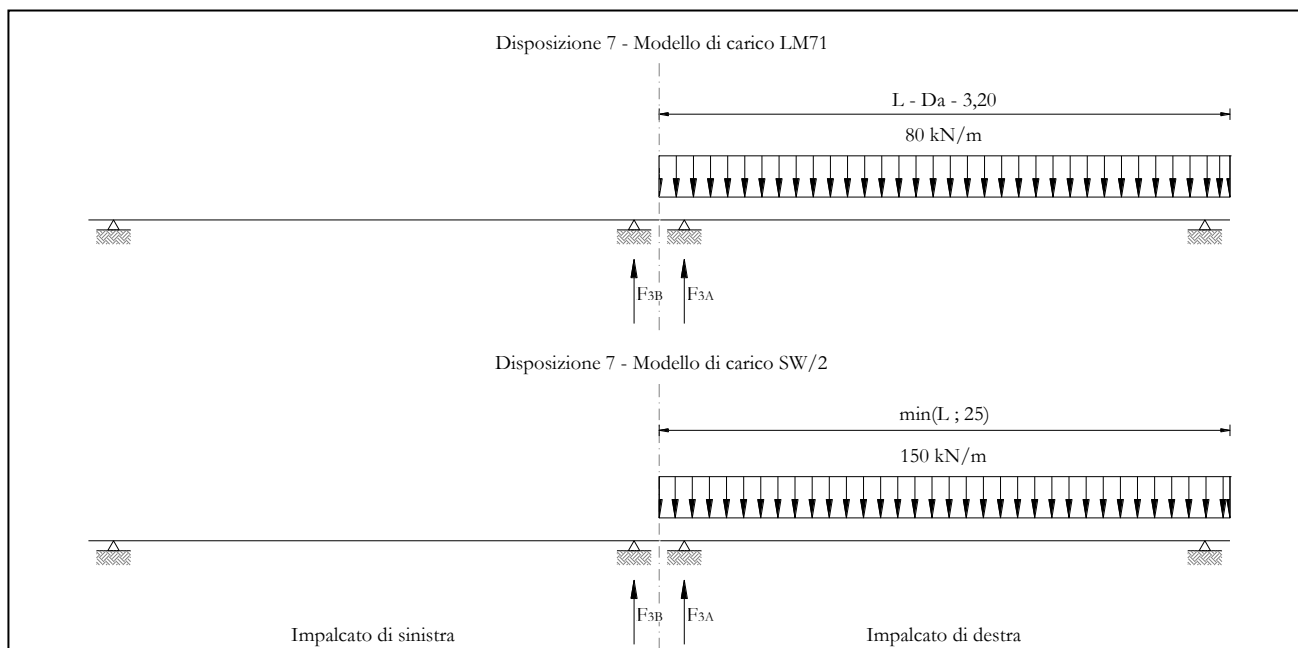 Disposizione 7 - Modello di carico LM71
L - Da - 3,20
80 kN/m
F3B F3A
Disposizione 7 - Modello di carico SW/2
min(L ; 25)
150 kN/m
F3B F3A
Impalcato di sinistra Impalcato di destra